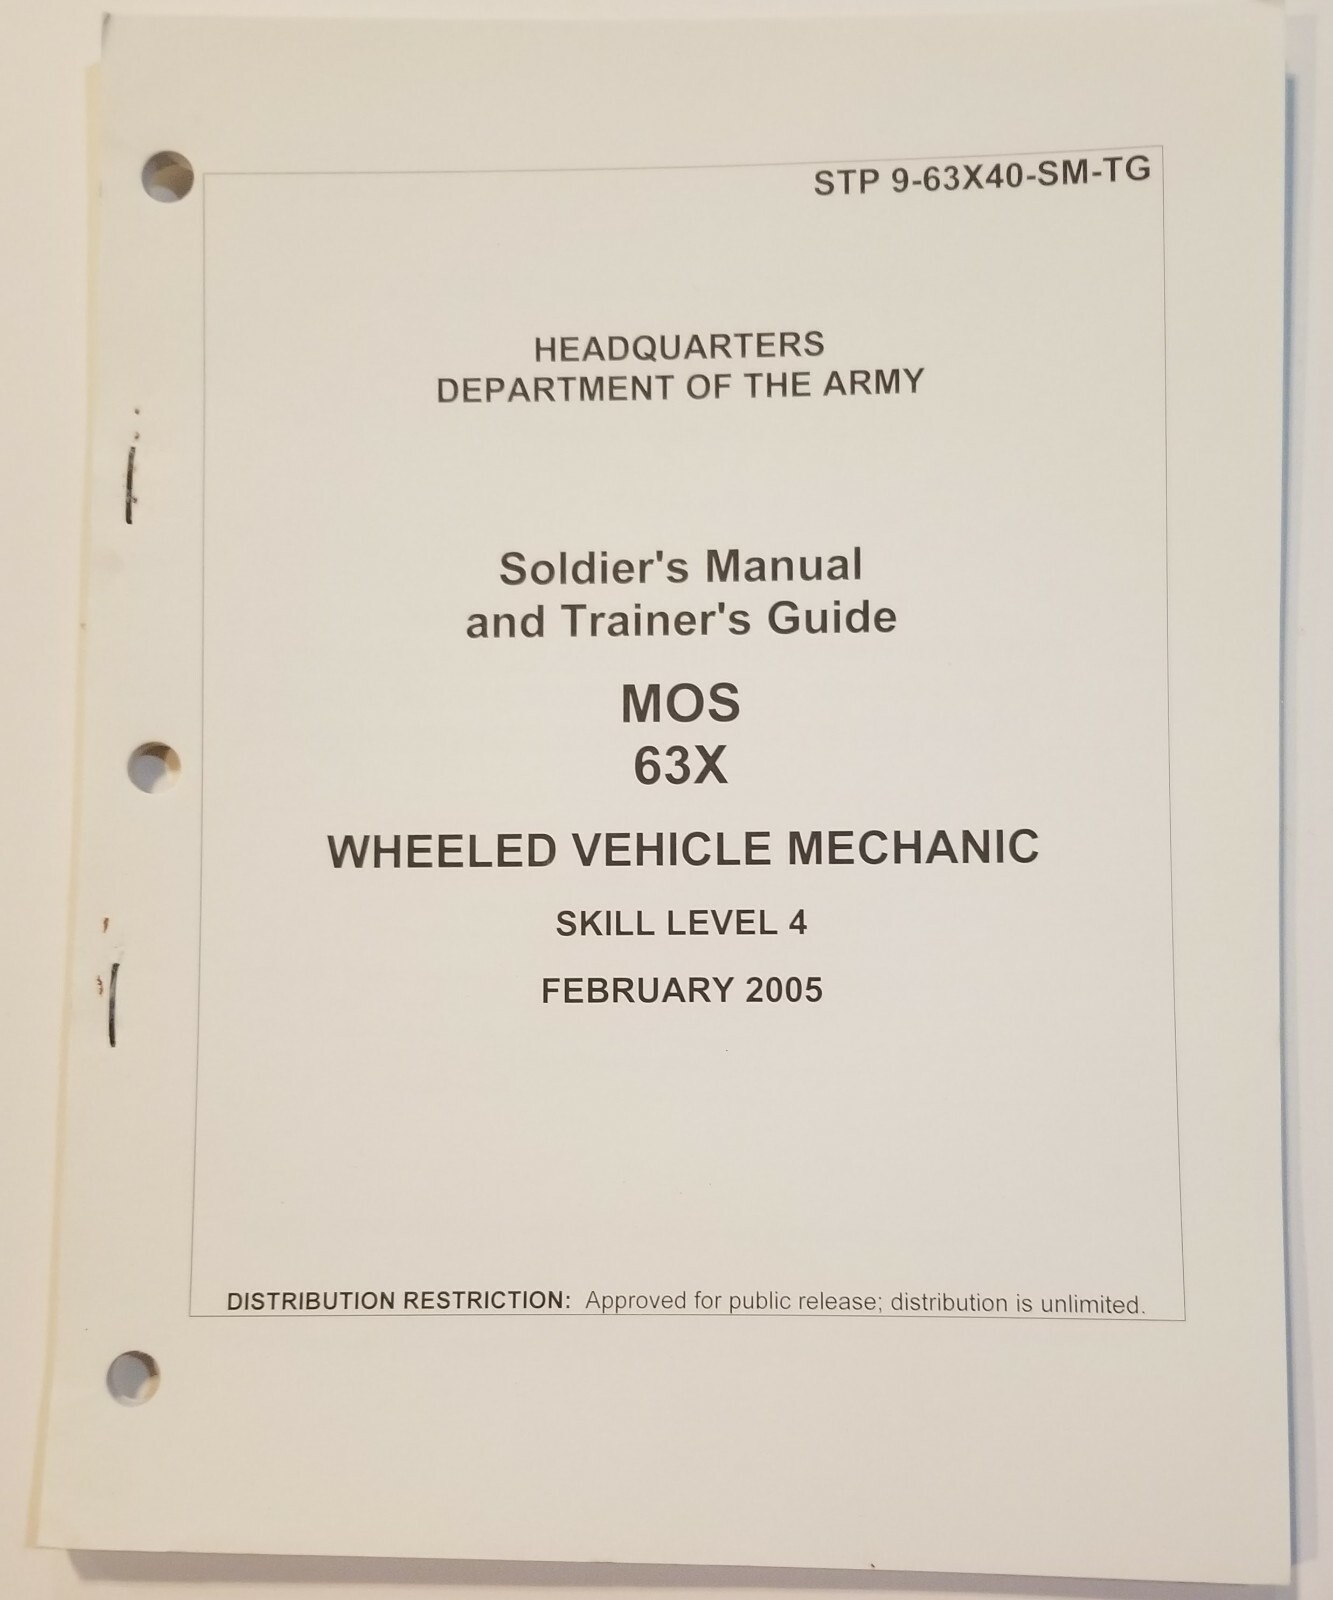 STP 9-63X40-SM-TG
HEADQUARTERS
DEPARTMENT OF THE ARMY
Soldier's Manual
and Trainer's Guide
MOS
63X
WHEELED VEHICLE MECHANIC
SKILL LEVEL 4
FEBRUARY 2005
DISTRIBUTION RESTRICTION: Approved for public release; distribution is unlimited.